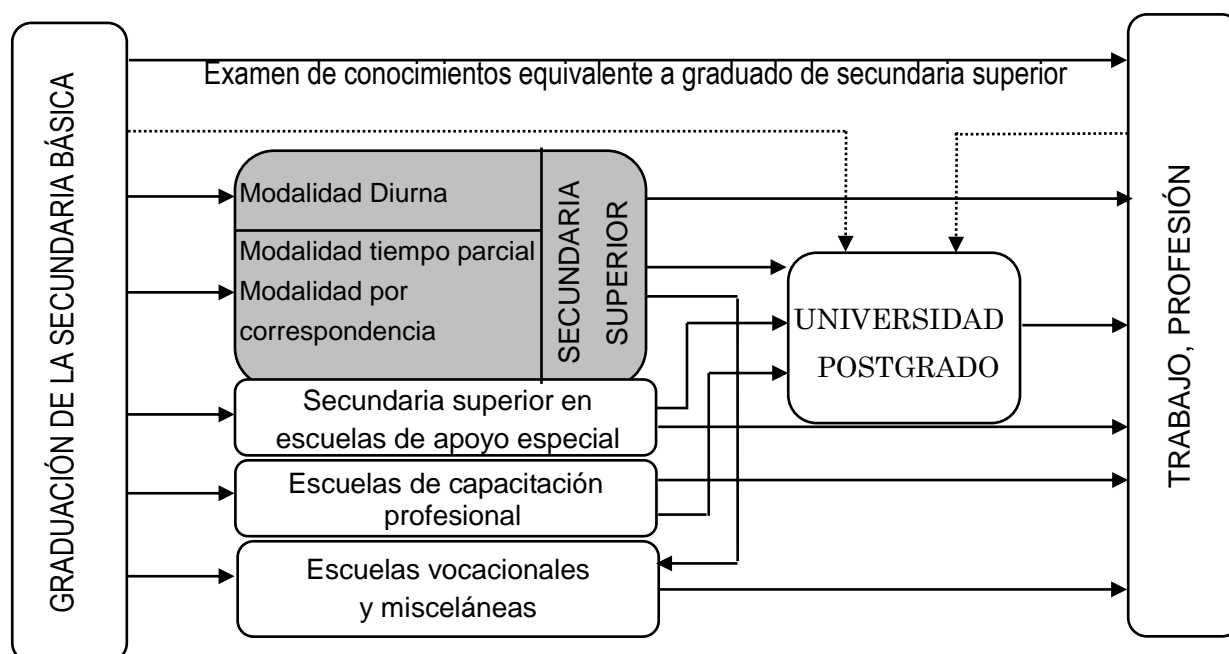 GRADUACIÓN DE LA SECUNDARIA BÁSICA
Examen de conocimientos equivalente a graduado de secundaria superior
Modalidad Diurna
Modalidad tiempo parcial
Modalidad por
correspondencia
SECUNDARIA
SUPERIOR
Secundaria superior en
escuelas de apoyo especial
Escuelas de capacitación
profesional
Escuelas vocacionales
y misceláneas
UNIVERSIDAD
POSTGRADO
TRABAJO, PROFESIÓN